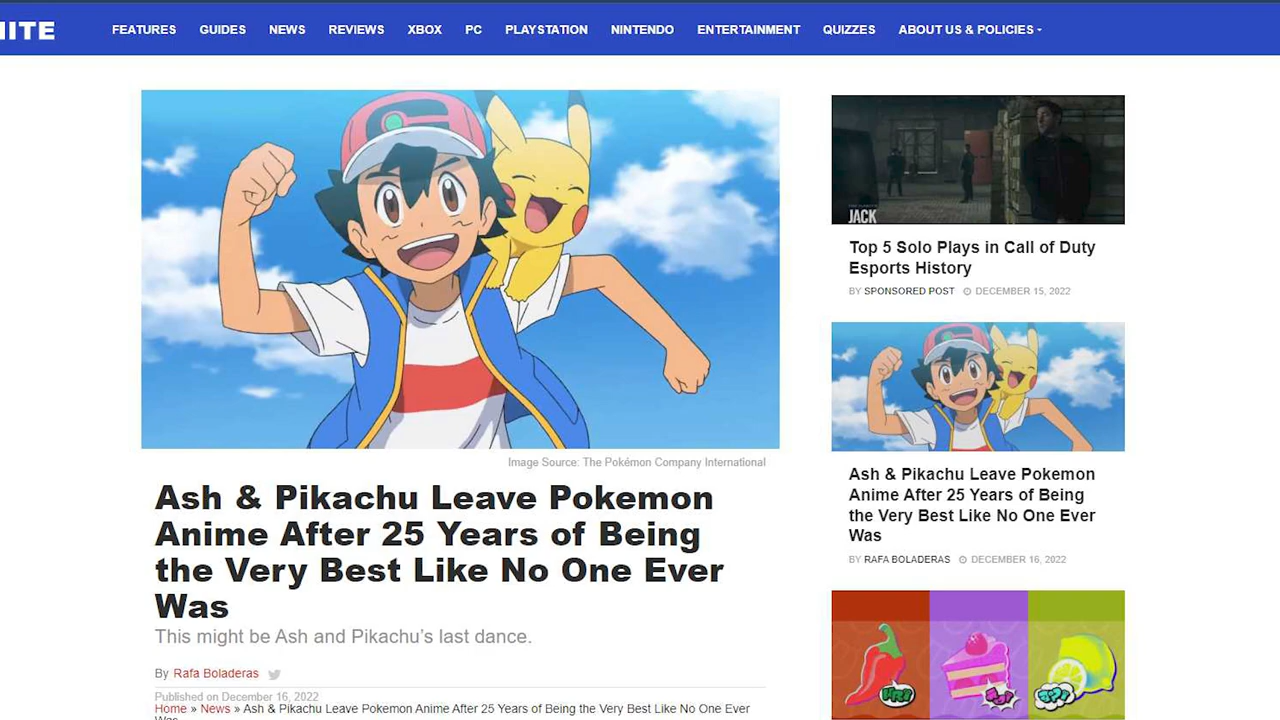 FEATURES GUIDES NEWS REVIEWS XBOX PC PLAYSTATION NINTENDO ENTERTAINMENT QUIZZES ABOUT US & POLICIES
Image Source: The Pokémon Company International
Ash & Pikachu Leave Pokemon
Anime After 25 Years of Being
the Very Best Like No One Ever
Was
This might be Ash and Pikachu's last dance.
By Rafa Boladeras
Published on December 16, 2022
Home » News » Ash & Pikachu Leave Pokemon Anime After 25 Years of Being the Very Best Like No One Ever
JACK
Top 5 Solo Plays in Call of Duty
Esports History
BY SPONSORED POST DECEMBER 15, 2022
Ash & Pikachu Leave Pokemon
Anime After 25 Years of Being
the Very Best Like No One Ever
Was
BY RAFA BOLADERAS DECEMBER 16, 2022